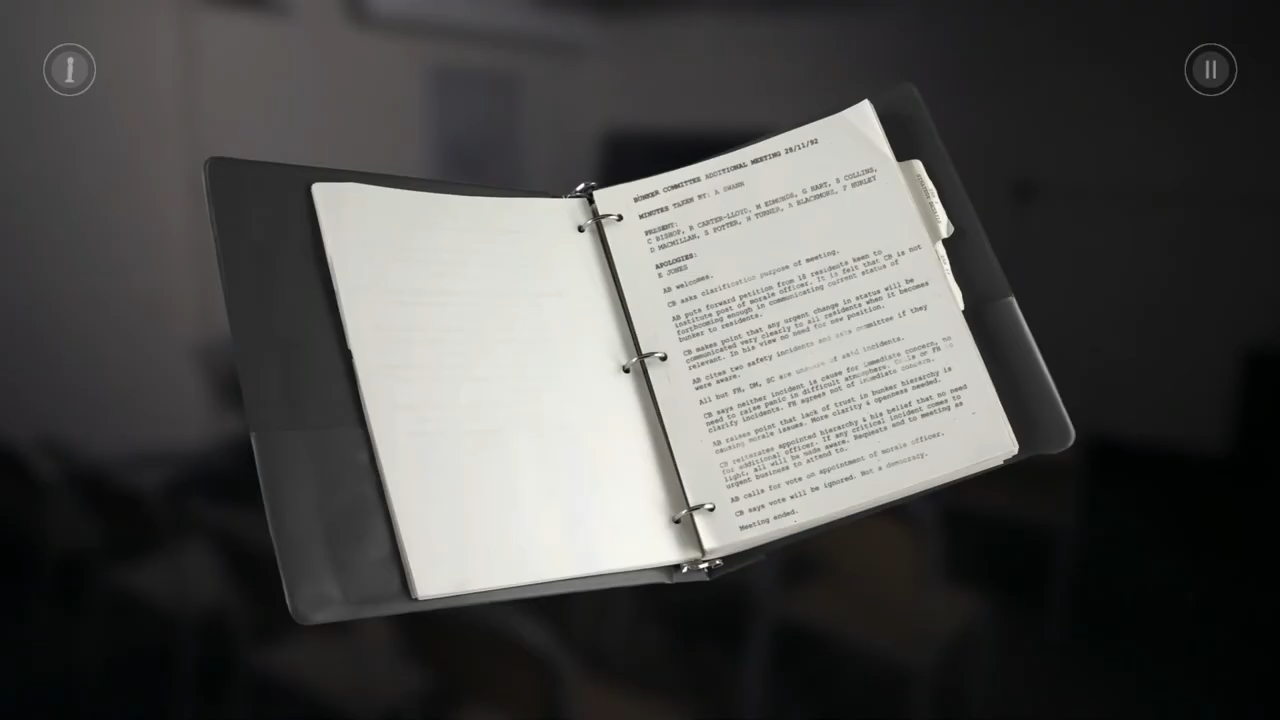 BUNKER COMMITTEE ADDITIONAL MEETING 28/11/92
MINUTES TAKEN BY: A SWANN
PRESENT:
C BISHOP, R CARTER-LLOYD, M EDMUNDS, G HART, S COLLINS,
D MACMILLAN, S POTTER, N TURNER, A BLACKMORE, F HURLEY
APOLOGIES:
E JONES
AB welcomes.
CB asks clarification purpose of meeting.
AB puts forward petition from 18 residents keen to
institute post of morale officer. It is felt that CB is not
forthcoming enough in communicating current status of
bunker to residents.
CB makes point that any urgent change in status will be
communicated very clearly to all residents when it becomes
relevant. In his view no need for new position.
AB cites two safety incidents and asks committee if they
were aware.
All but FH, DM, SC are unaware of said incidents.
CB says neither incident is cause for immediate concern, no
need to raise panic in difficult atmosphere. Calls on FH to
clarify incidents. FH agrees not of immediate concern.
AB raises point that lack of trust in bunker hierarchy is
causing morale issues. More clarity & openness needed.
CB reiterates appointed hierarchy & his belief that no need
for additional officer. If any critical incident comes to
light, all will be made aware. Requests end to meeting as
urgent business to attend to.
AB calls for vote on appointment of morale officer.
CB says vote will be ignored. Not a democracy.
Meeting ended.